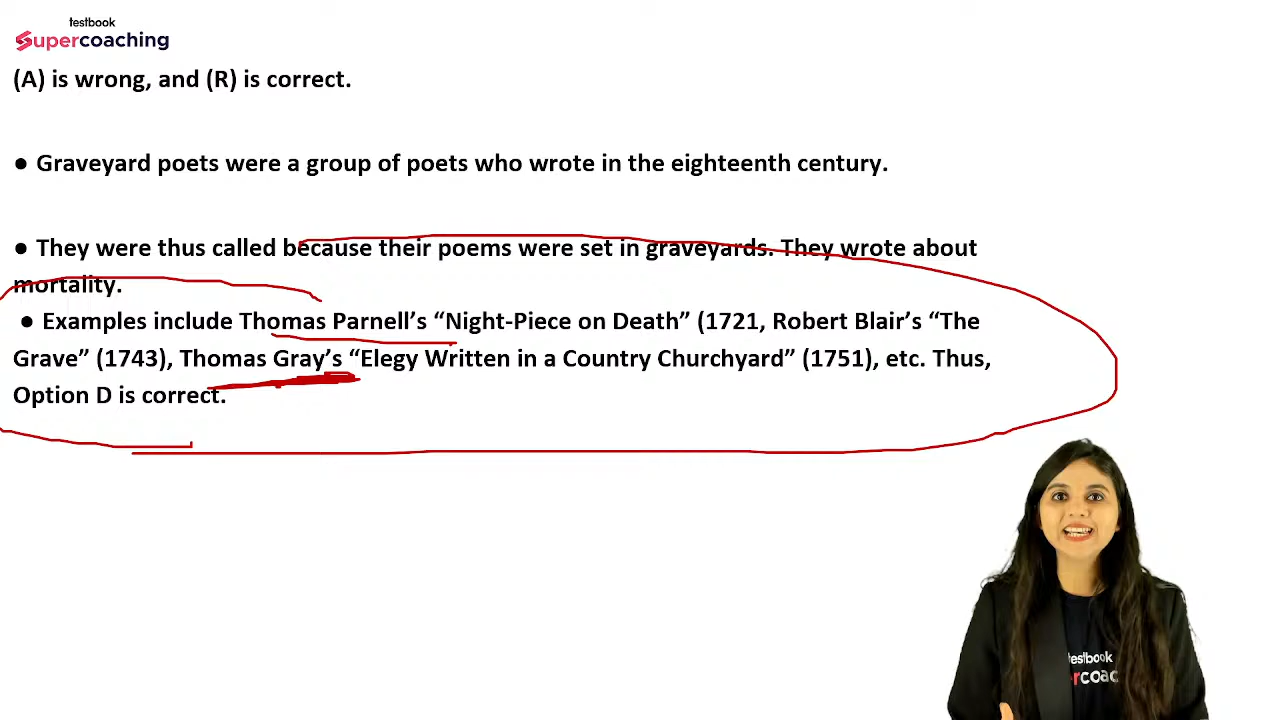 testbook
Supercoaching
(A) is wrong, and (R) is correct.
● Graveyard poets were a group of poets who wrote in the eighteenth century.
● They were thus called because their poems were set in graveyards. They wrote about
mortality.
● Examples include Thomas Parnell’s “Night-Piece on Death” (1721, Robert Blair’s “The
Grave” (1743), Thomas Gray’s “Elegy Written in a Country Churchyard” (1751), etc. Thus,
Option D is correct.
testbook
ercoac